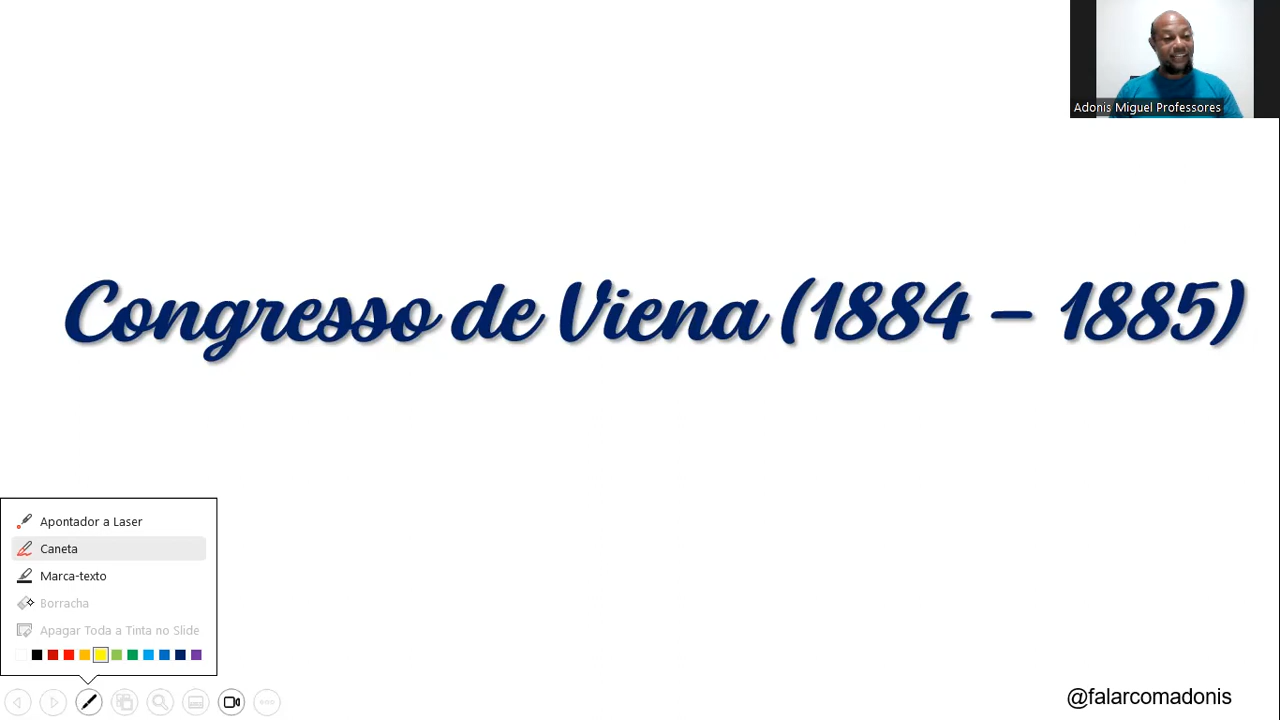 Adonis Miguel Professores
Congresso de Viena (1884 – 1885)
Apontador a Laser
Caneta
Marca-texto
Borracha
Apagar Toda a Tinta no Slide
@falarcomadonis